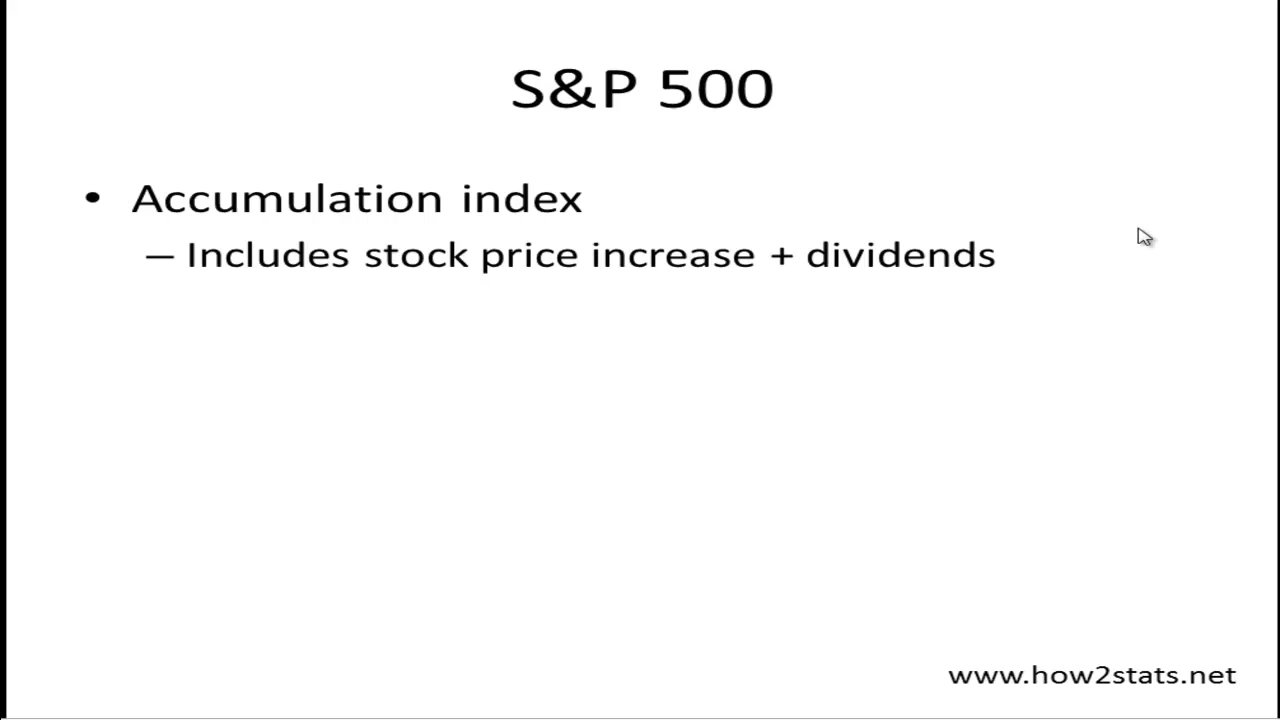 S&P 500
• Accumulation index
– Includes stock price increase + dividends
www.how2stats.net